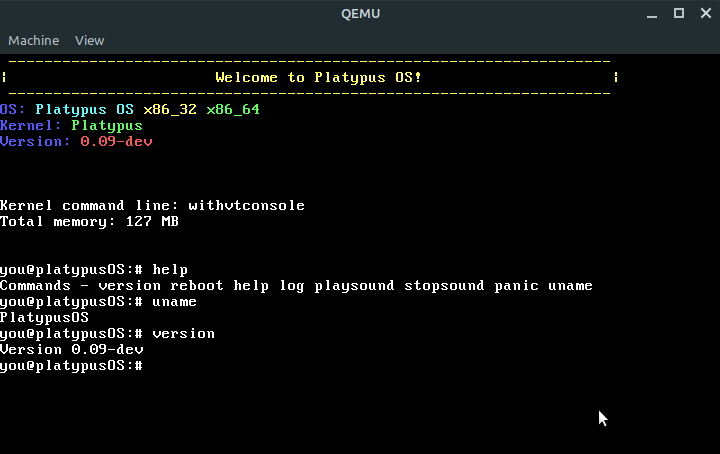 QEMU
Machine View
--------------------------------------------------------------------
¦ Welcome to Platypus OS! ¦
--------------------------------------------------------------------
OS: Platypus OS x86_32 x86_64
Kernel: Platypus
Version: 0.09-dev
Kernel command line: withvtconsole
Total memory: 127 MB
you@platypusOS:# help
Commands - version reboot help log playsound stopsound panic uname
you@platypusOS:# uname
PlatypusOS
you@platypusOS:# version
Version 0.09-dev
you@platypusOS:#